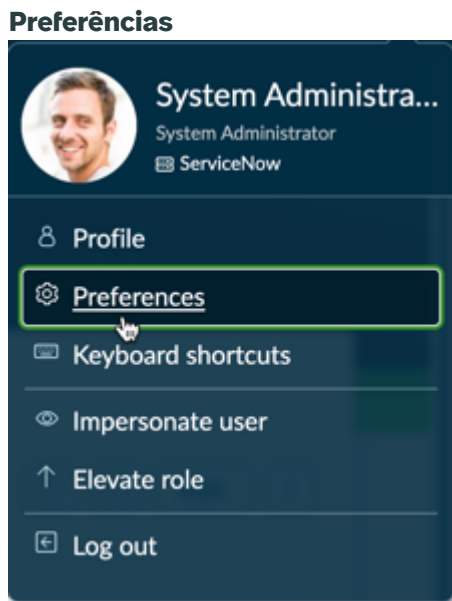 Preferências
System Administra...
System Administrator
ServiceNow
Profile
Preferences
Keyboard shortcuts
Impersonate user
Elevate role
Log out